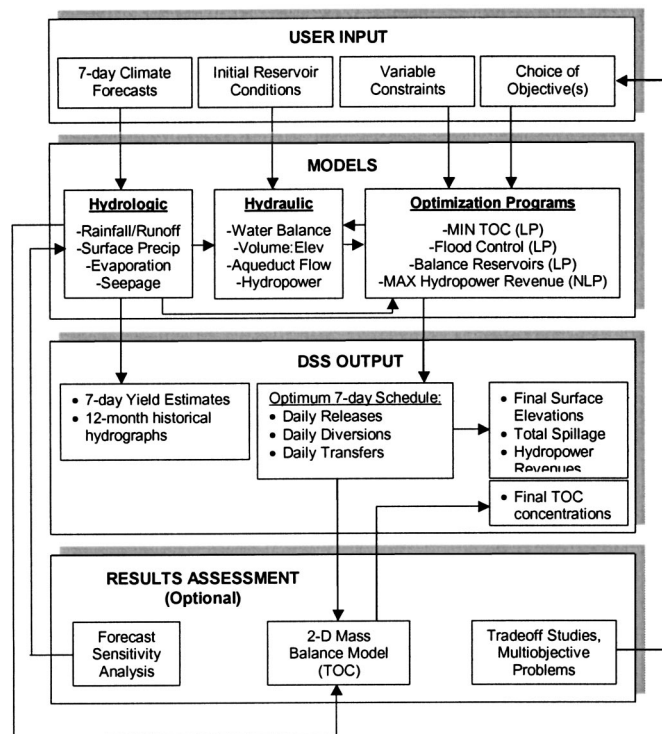 USER INPUT
7-day Climate
Forecasts
Initial Reservoir
Conditions
Variable
Constraints
Choice of
Objective(s)
MODELS
Hydrologic
-Rainfall/Runoff
-Surface Precip
-Evaporation
-Seepage
Hydraulic
-Water Balance
-Volume:Elev
-Aqueduct Flow
-Hydropower
Optimization Programs
-MIN TOC (LP)
-Flood Control (LP)
-Balance Reservoirs (LP)
-MAX Hydropower Revenue (NLP)
DSS OUTPUT
• 7-day Yield Estimates
• 12-month historical
hydrographs
Optimum 7-day Schedule:
• Daily Releases
• Daily Diversions
• Daily Transfers
• Final Surface
Elevations
• Total Spillage
• Hydropower
Revenues
• Final TOC
concentrations
RESULTS ASSESSMENT
(Optional)
Forecast
Sensitivity
Analysis
2-D Mass
Balance Model
(TOC)
Tradeoff Studies,
Multiobjective
Problems